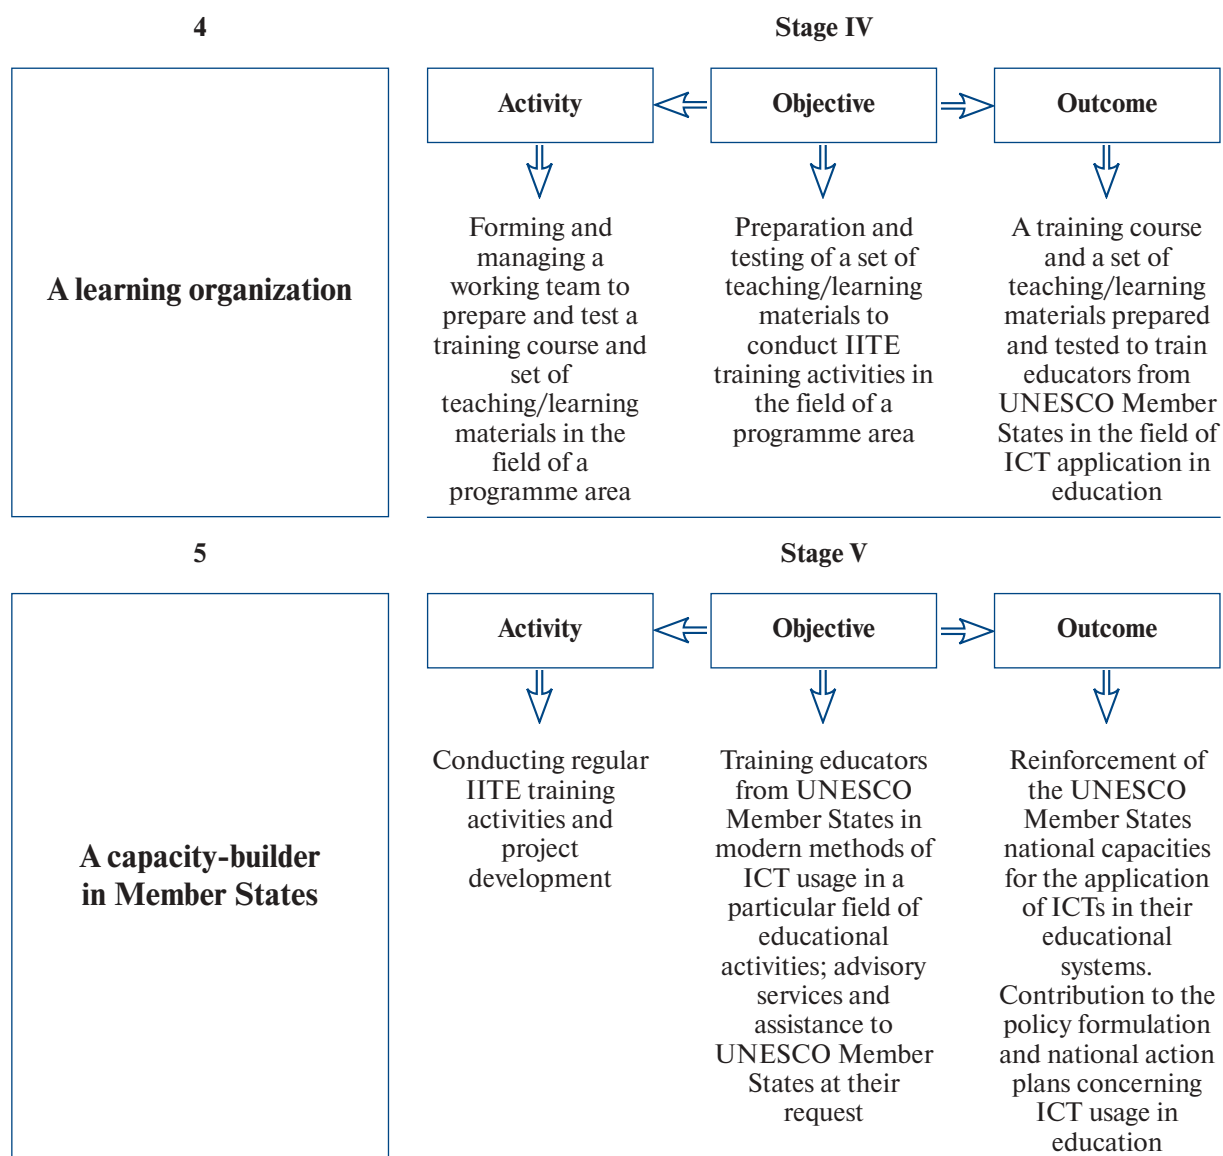 4
Stage IV
A learning organization
Activity
Objective
Outcome
Forming and
managing a
working team to
prepare and test a
training course and
set of
teaching/learning
materials in the
field of a
programme area
Preparation and
testing of a set of
teaching/learning
materials to
conduct IITE
training activities in
the field of a
programme area
A training course
and a set of
teaching/learning
materials prepared
and tested to train
educators from
UNESCO Member
States in the field of
ICT application in
education
5
Stage V
A capacity-builder
in Member States
Activity
Objective
Outcome
Conducting regular
IITE training
activities and
project
development
Training educators
from UNESCO
Member States in
modern methods of
ICT usage in a
particular field of
educational
activities; advisory
services and
assistance to
UNESCO Member
States at their
request
Reinforcement of
the UNESCO
Member States
national capacities
for the application
of ICTs in their
educational
systems.
Contribution to the
policy formulation
and national action
plans concerning
ICT usage in
education